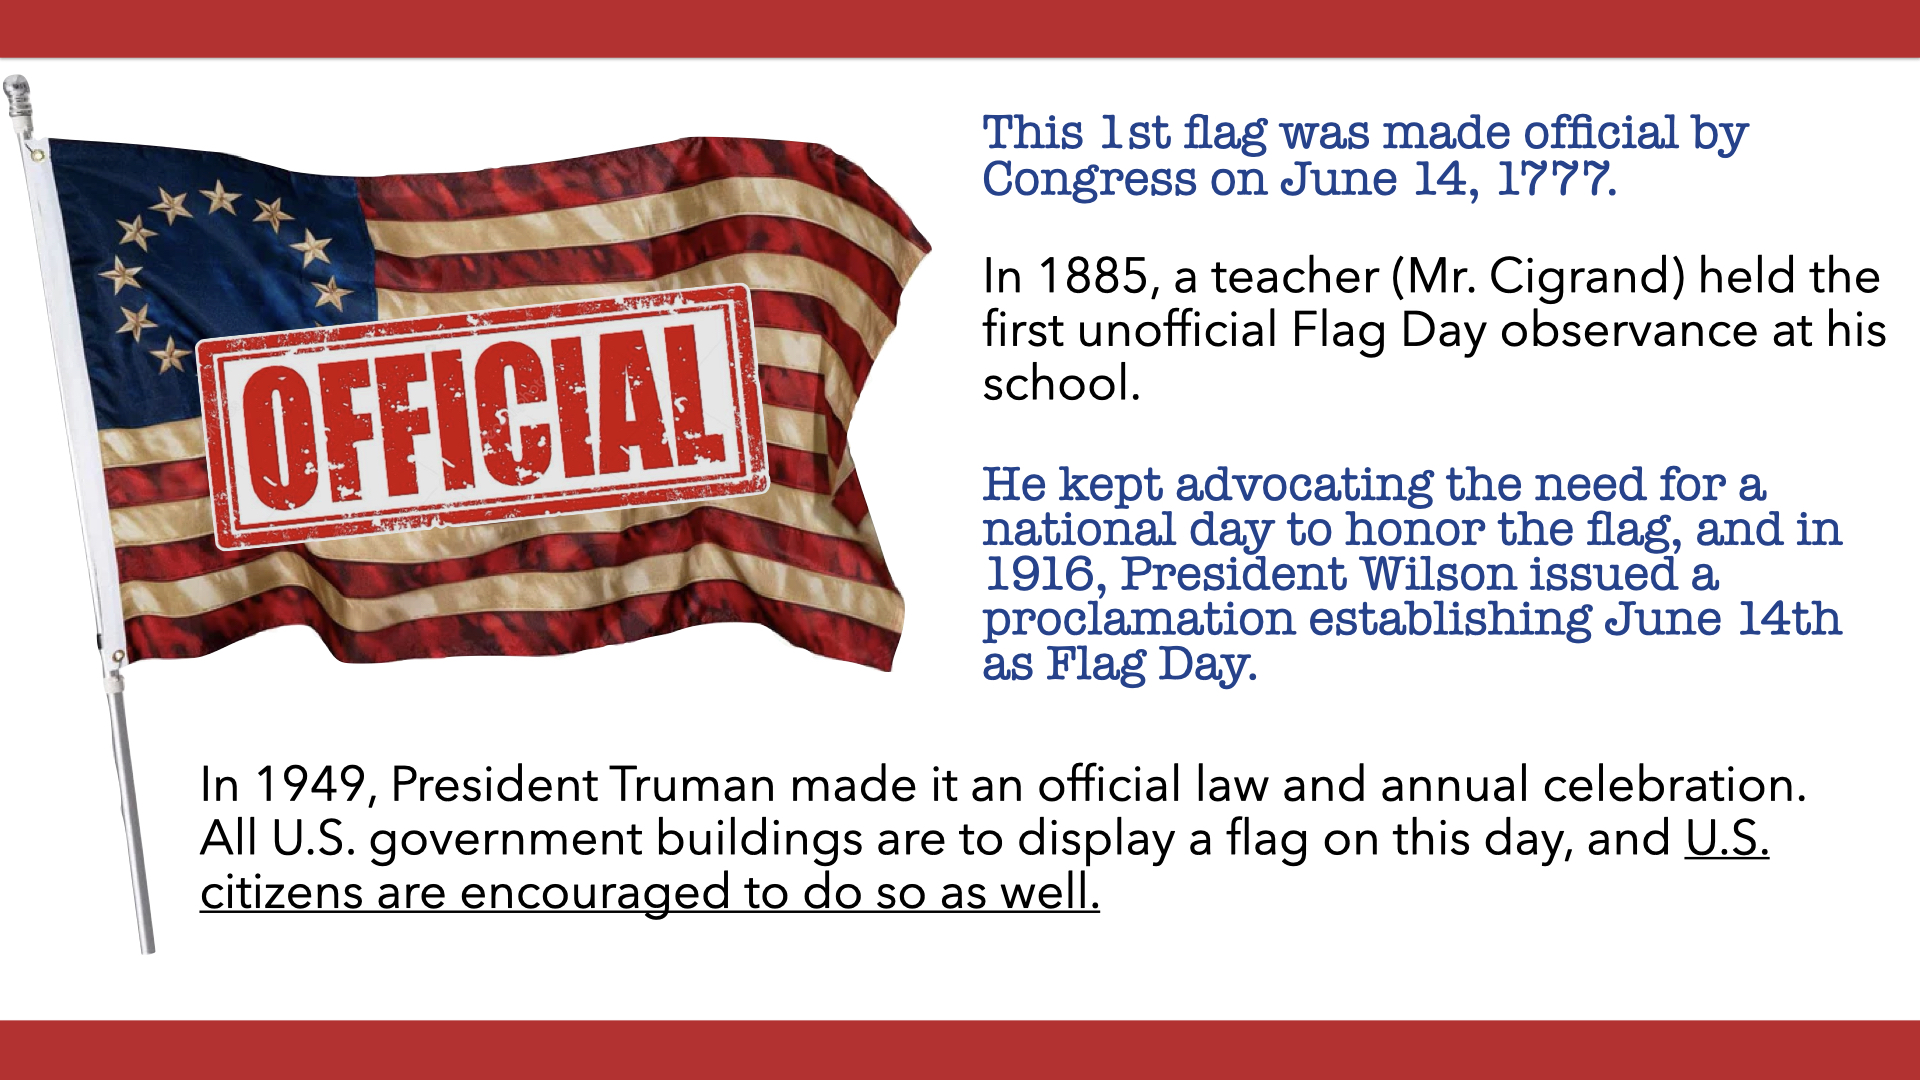 This 1st flag was made official by
Congress on June 14, 1777.
In 1885, a teacher (Mr. Cigrand) held the
first unofficial Flag Day observance at his
school.
OFFICIAL
He kept advocating the need for a
national day to honor the flag, and in
1916, President Wilson issued a
proclamation establishing June 14th
as Flag Day.
In 1949, President Truman made it an official law and annual celebration.
All U.S. government buildings are to display a flag on this day, and U.S.
citizens are encouraged to do so as well.